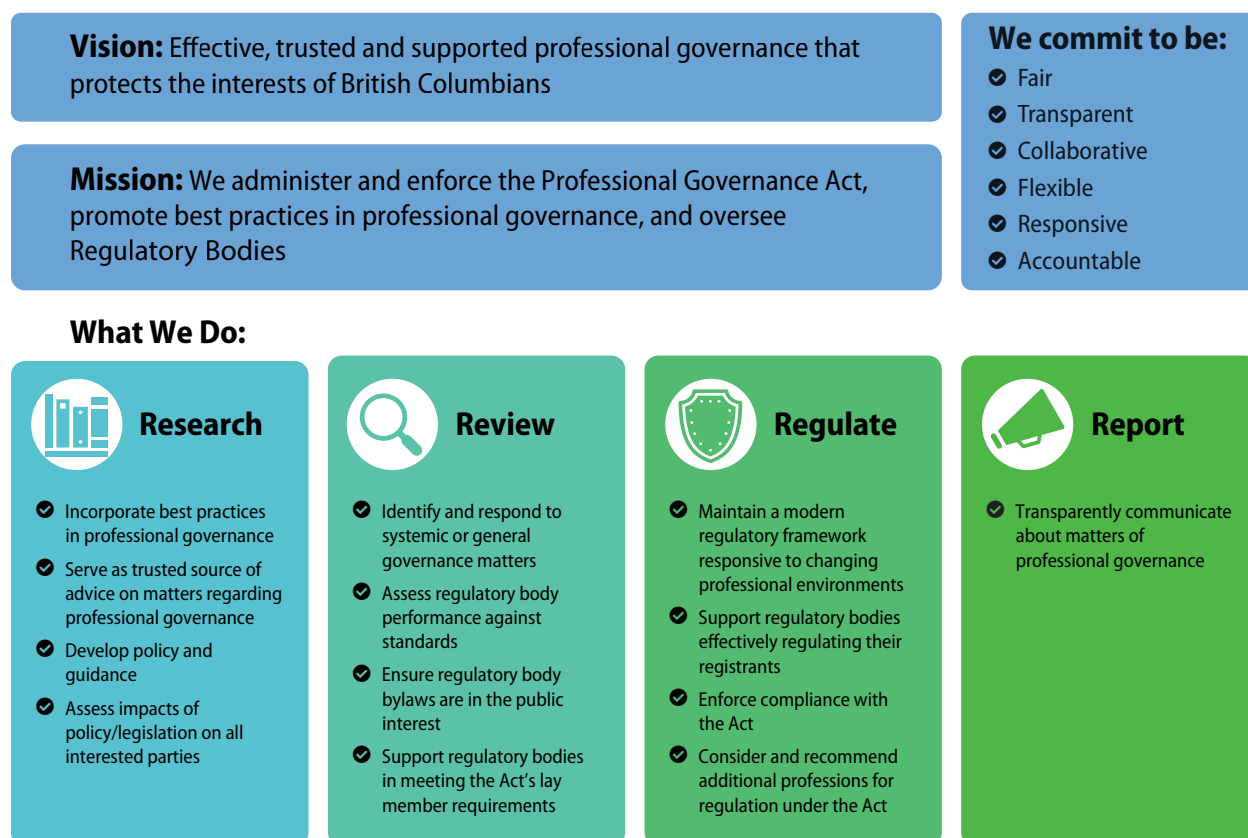 Vision: Effective, trusted and supported professional governance that
protects the interests of British Columbians
Mission: We administer and enforce the Professional Governance Act,
promote best practices in professional governance, and oversee
Regulatory Bodies
We commit to be:
Fair
Transparent
Collaborative
Flexible
Responsive
Accountable
What We Do:
Research
Incorporate best practices
in professional governance
Serve as trusted source of
advice on matters regarding
professional governance
Develop policy and
guidance
Assess impacts of
policy/legislation on all
interested parties
Review
Identify and respond to
systemic or general
governance matters
Assess regulatory body
performance against
standards
Ensure regulatory body
bylaws are in the public
interest
Support regulatory bodies
in meeting the Act's lay
member requirements
Regulate
Maintain a modern
regulatory framework
responsive to changing
professional environments
Support regulatory bodies
effectively regulating their
registrants
Enforce compliance with
the Act
Consider and recommend
additional professions for
regulation under the Act
Report
Transparently communicate
about matters of
professional governance